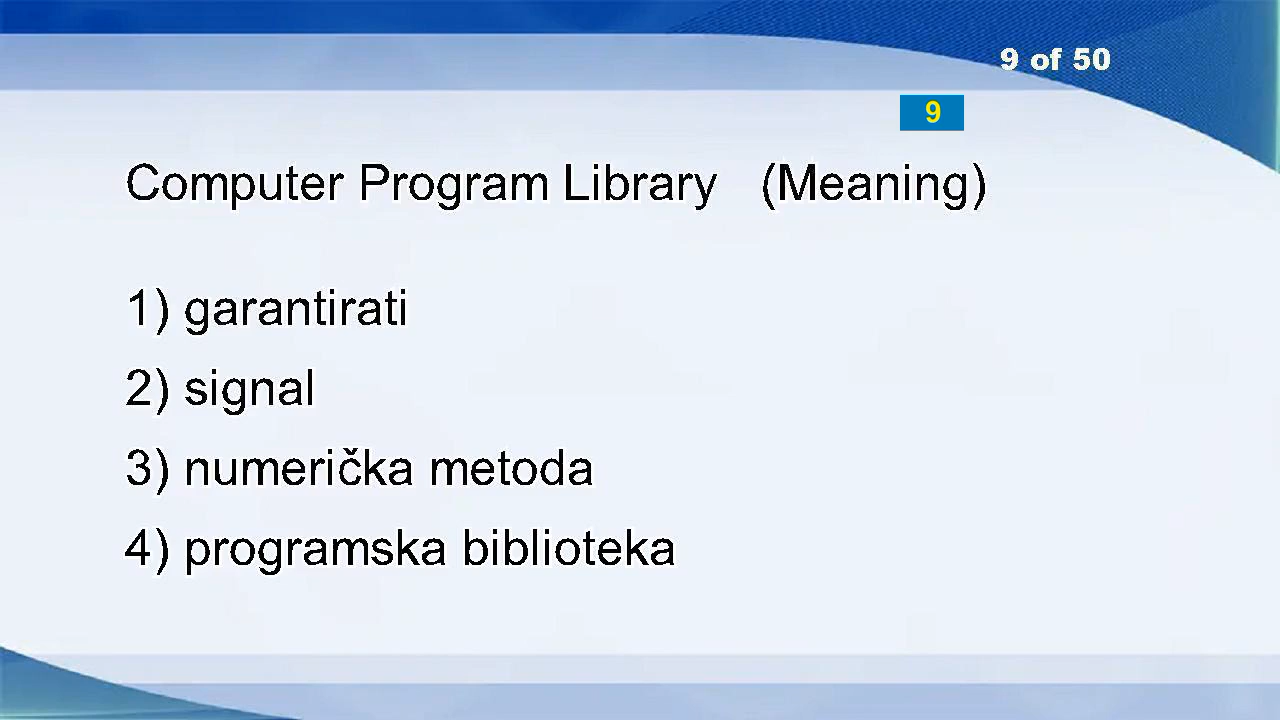 9 of 50
9
Computer Program Library (Meaning)
1) garantirati
2) signal
3) numerička metoda
4) programska biblioteka